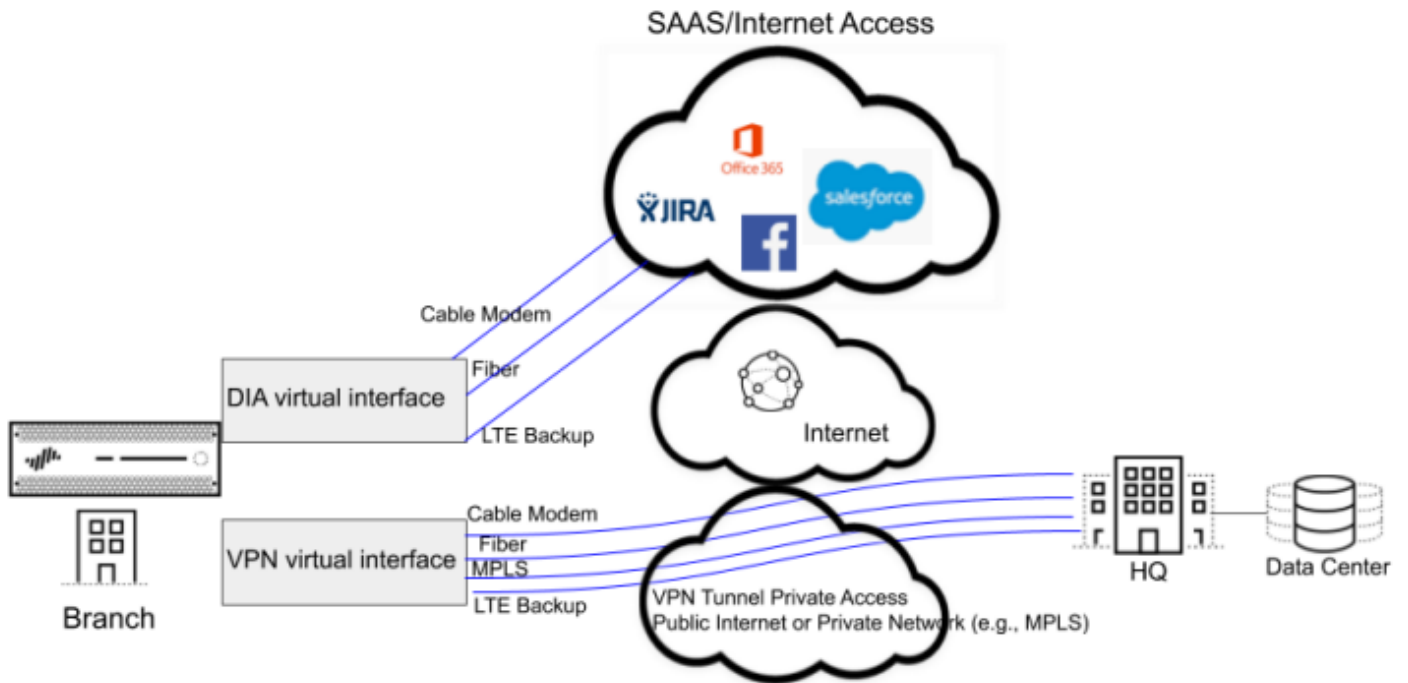 SAAS/Internet Access
Office 365
salesforce
JIRA
f
Cable Modem
Fiber
DIA virtual interface
LTE Backup
Internet
Cable Modem
Fiber
VPN virtual interface
MPLS
LTE Backup
Branch
VPN Tunnel Private Access
Public Internet or Private Network (e.g., MPLS)
HQ
Data Center